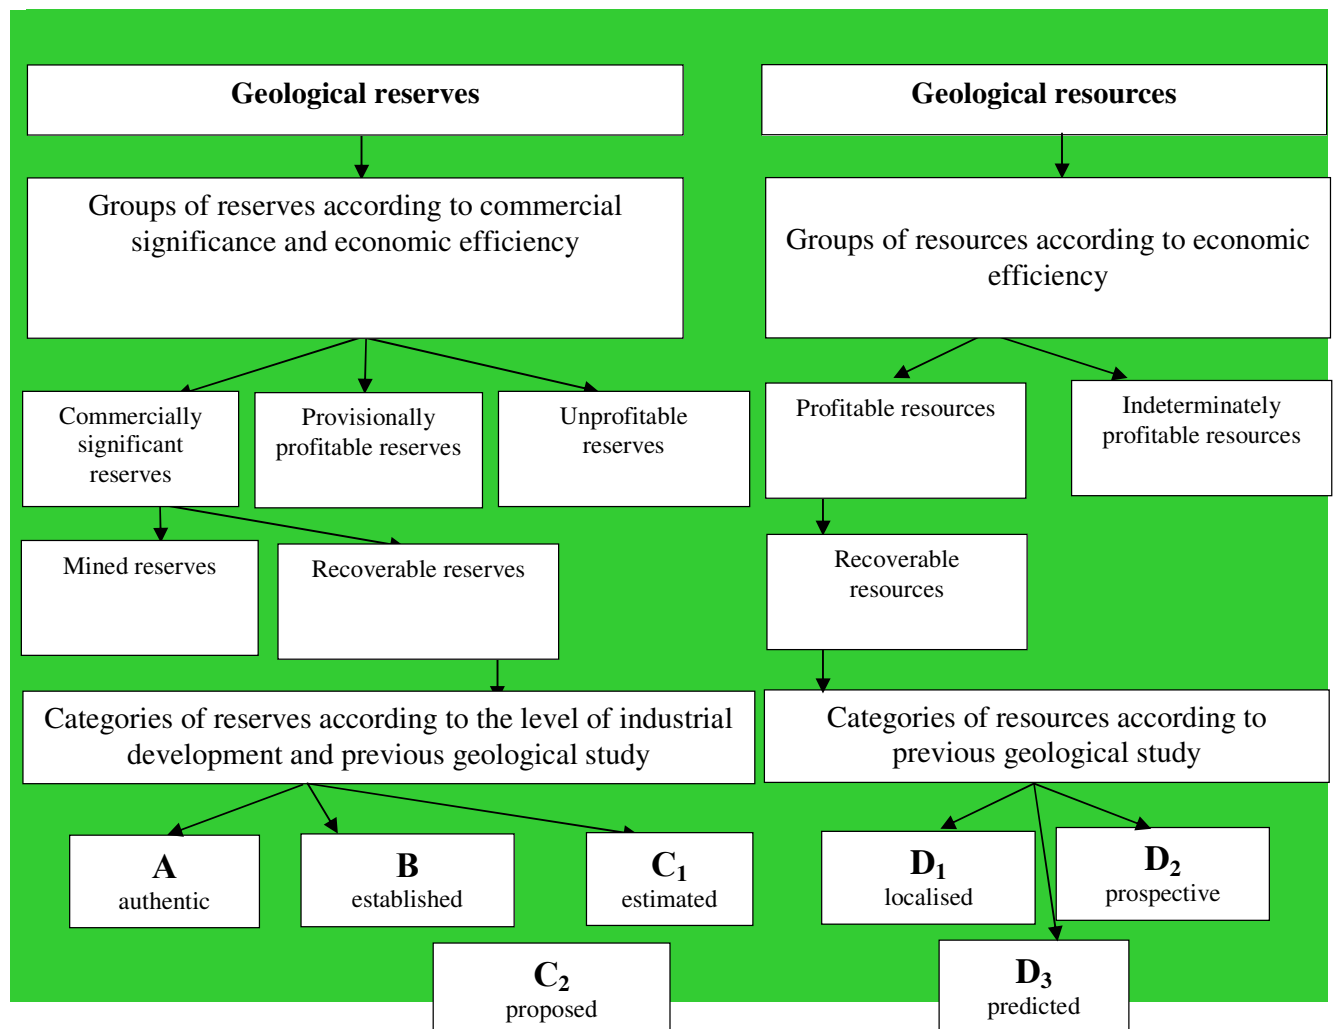 Geological reserves
Geological resources
Groups of reserves according to commercial
significance and economic efficiency
Groups of resources according to economic
efficiency
Commercially
significant
reserves
Provisionally
profitable reserves
Unprofitable
reserves
Profitable resources
Indeterminately
profitable resources
Mined reserves
Recoverable reserves
Recoverable
resources
Categories of reserves according to the level of industrial
development and previous geological study
Categories of resources according to
previous geological study
A
authentic
B
established
C₁
estimated
D₁
localised
D₂
prospective
C₂
proposed
D₃
predicted